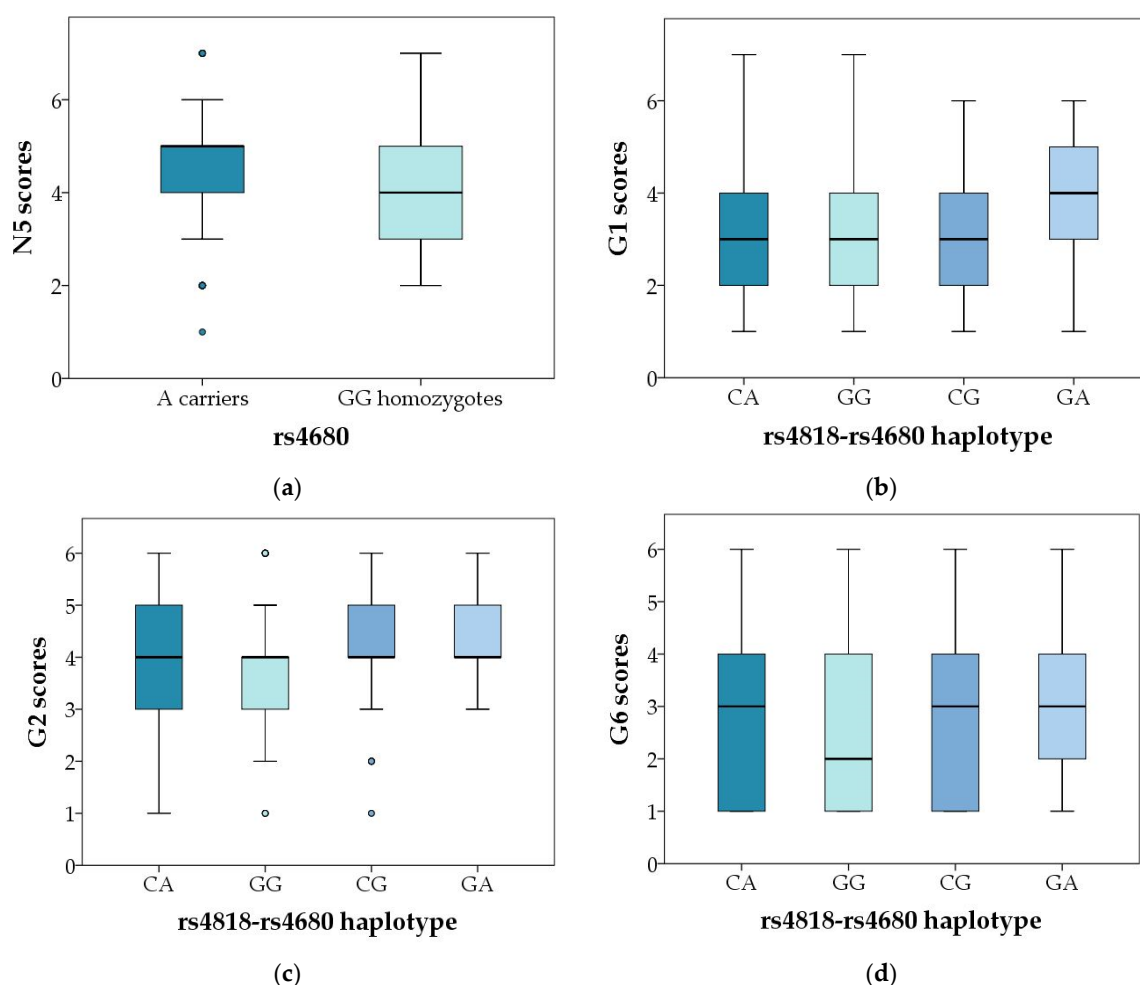 N5 scores
6
4
2
0
A carriers GG homozygotes
rs4680
(a)
G1 scores
6
4
2
0
CA GG CG GA
rs4818-rs4680 haplotype
(b)
G2 scores
6
5
4
3
2
1
0
CA GG CG GA
rs4818-rs4680 haplotype
(c)
G6 scores
6
5
4
3
2
1
0
CA GG CG GA
rs4818-rs4680 haplotype
(d)